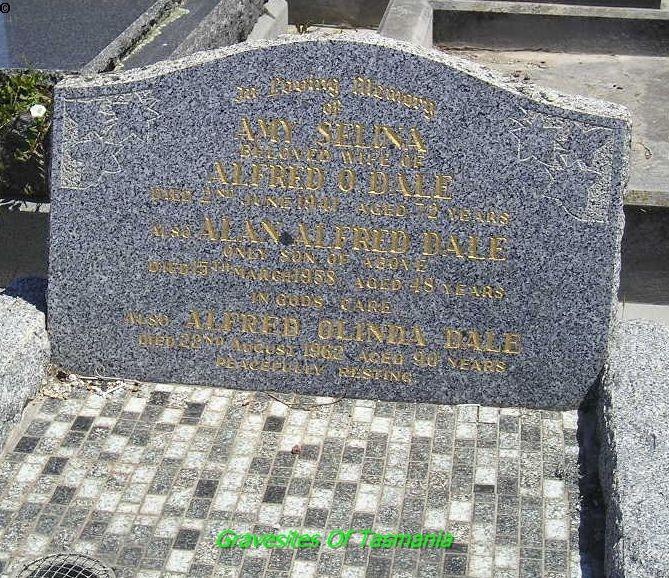 In Loving Memory
of
AMY SELINA
BELOVED WIFE OF
ALFRED O. DALE
DIED 2ND JUNE 1941 AGED 72 YEARS
ALSO ALAN ALFRED DALE
ONLY SON OF ABOVE
DIED 15TH MARCH 1958 AGED 48 YEARS
IN GODS CARE
ALSO ALFRED OLINDA DALE
DIED 22ND AUGUST 1962 AGED 90 YEARS
PEACEFULLY RESTING
Gravesites Of Tasmania